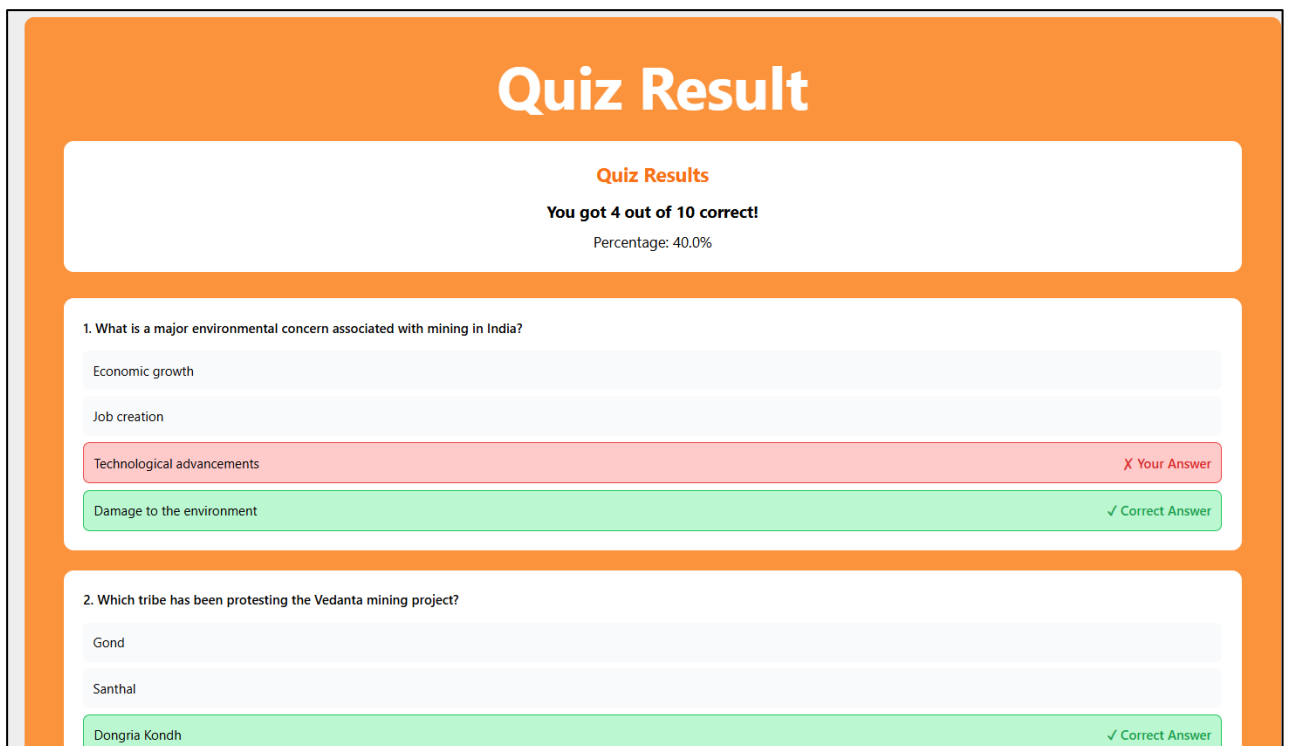 Quiz Result
Quiz Results
You got 4 out of 10 correct!
Percentage: 40.0%
1. What is a major environmental concern associated with mining in India?
Economic growth
Job creation
Technological advancements ✗ Your Answer
Damage to the environment ✓ Correct Answer
2. Which tribe has been protesting the Vedanta mining project?
Gond
Santhal
Dongria Kondh ✓ Correct Answer